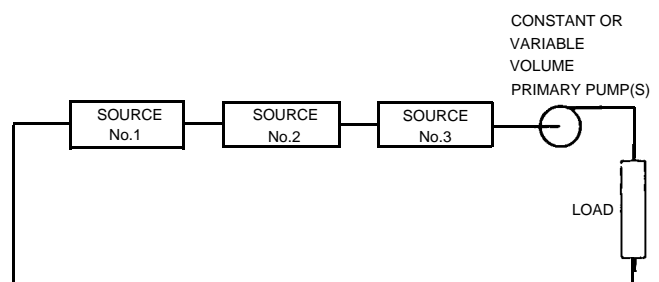 CONSTANT OR
VARIABLE
VOLUME
PRIMARY PUMP(S)
SOURCE
No.1
SOURCE
No.2
SOURCE
No.3
LOAD